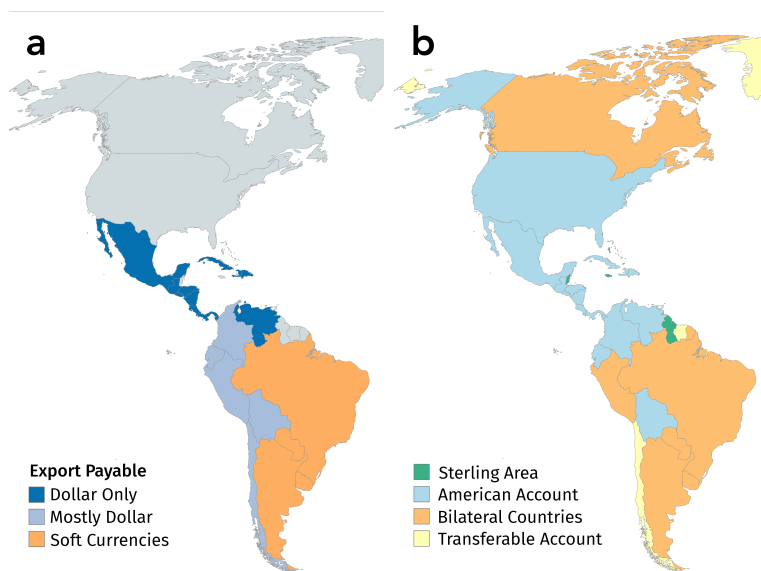 a
b
Export Payable
Dollar Only
Mostly Dollar
Soft Currencies
Sterling Area
American Account
Bilateral Countries
Transferable Account